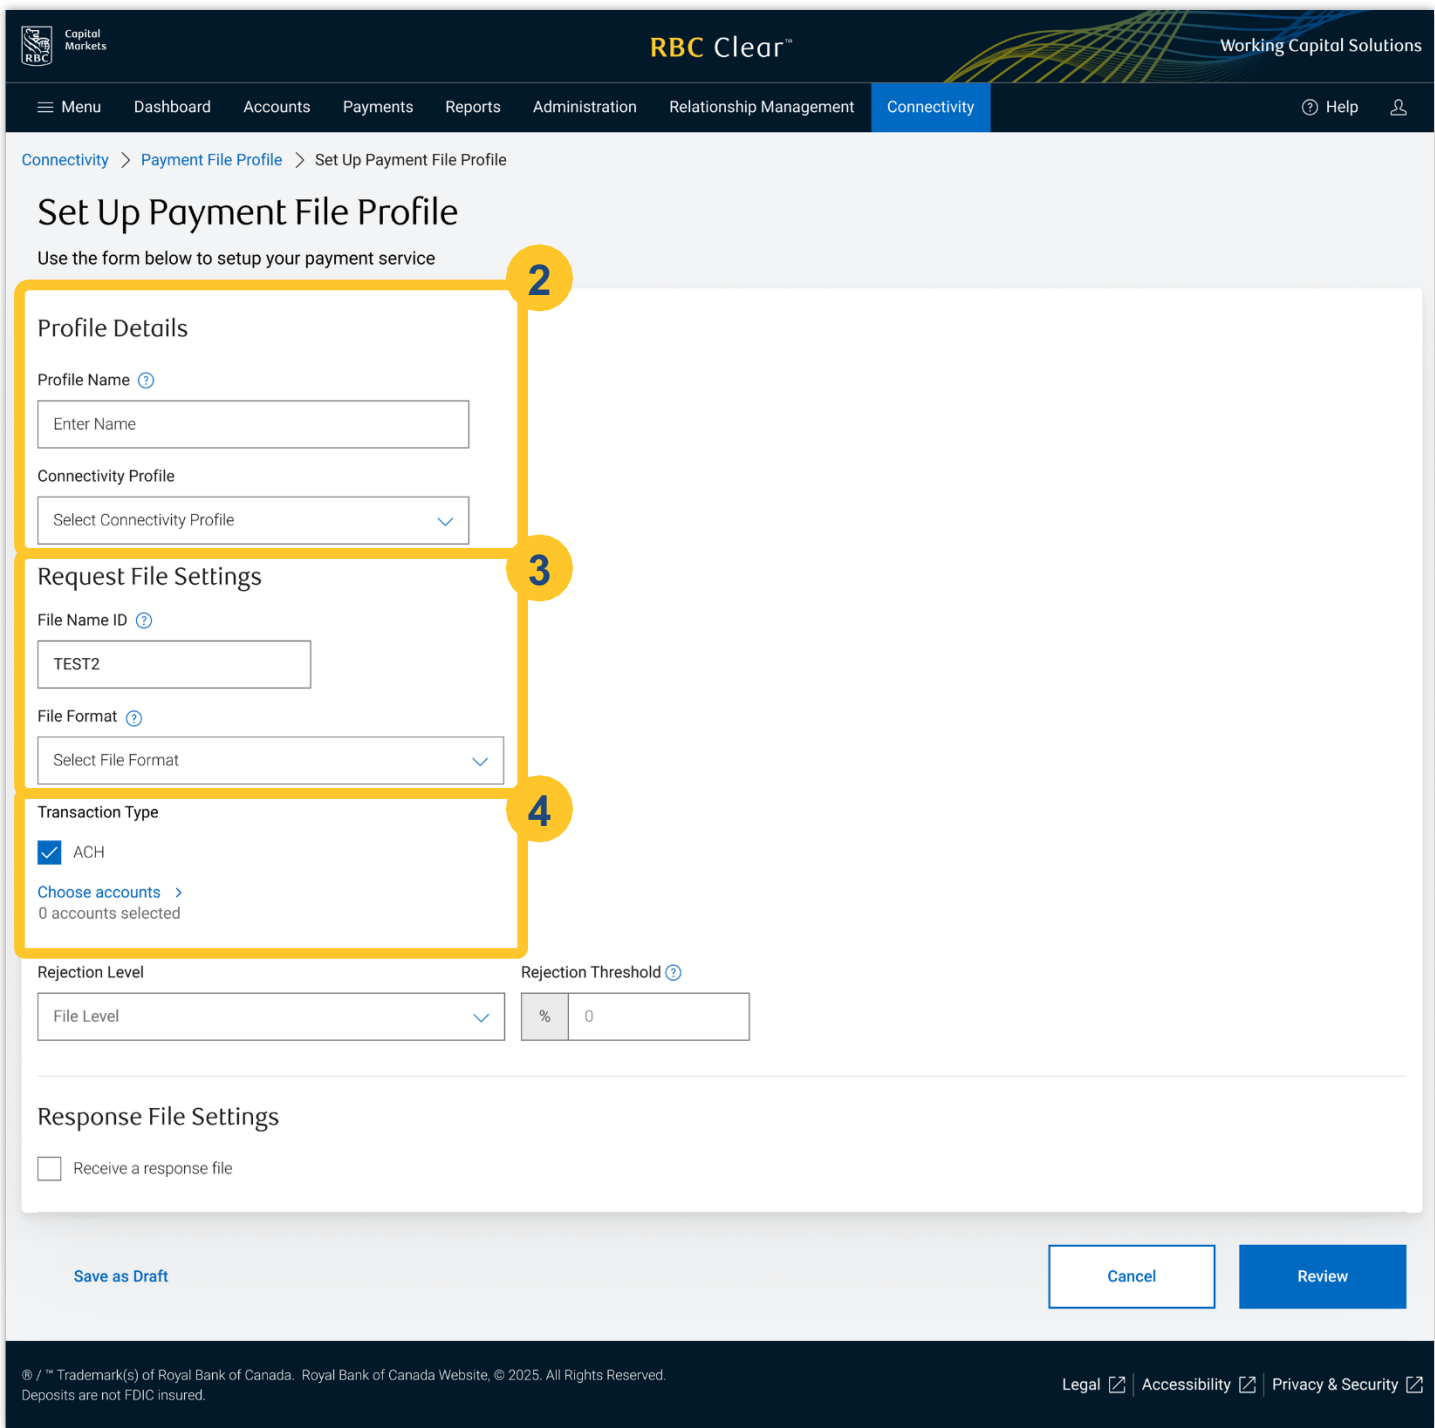 Capital
Markets
RBC
RBC Clear™
Working Capital Solutions
Menu Dashboard Accounts Payments Reports Administration Relationship Management Connectivity Help
Connectivity > Payment File Profile > Set Up Payment File Profile
Set Up Payment File Profile
Use the form below to setup your payment service
2
Profile Details
Profile Name ?
Enter Name
Connectivity Profile
Select Connectivity Profile
3
Request File Settings
File Name ID ?
TEST2
File Format ?
Select File Format
4
Transaction Type
ACH
Choose accounts >
0 accounts selected
Rejection Level Rejection Threshold ?
File Level % 0
Response File Settings
Receive a response file
Save as Draft Cancel Review
® / ™ Trademark(s) of Royal Bank of Canada. Royal Bank of Canada Website, © 2025. All Rights Reserved.
Deposits are not FDIC insured.
Legal | Accessibility | Privacy & Security